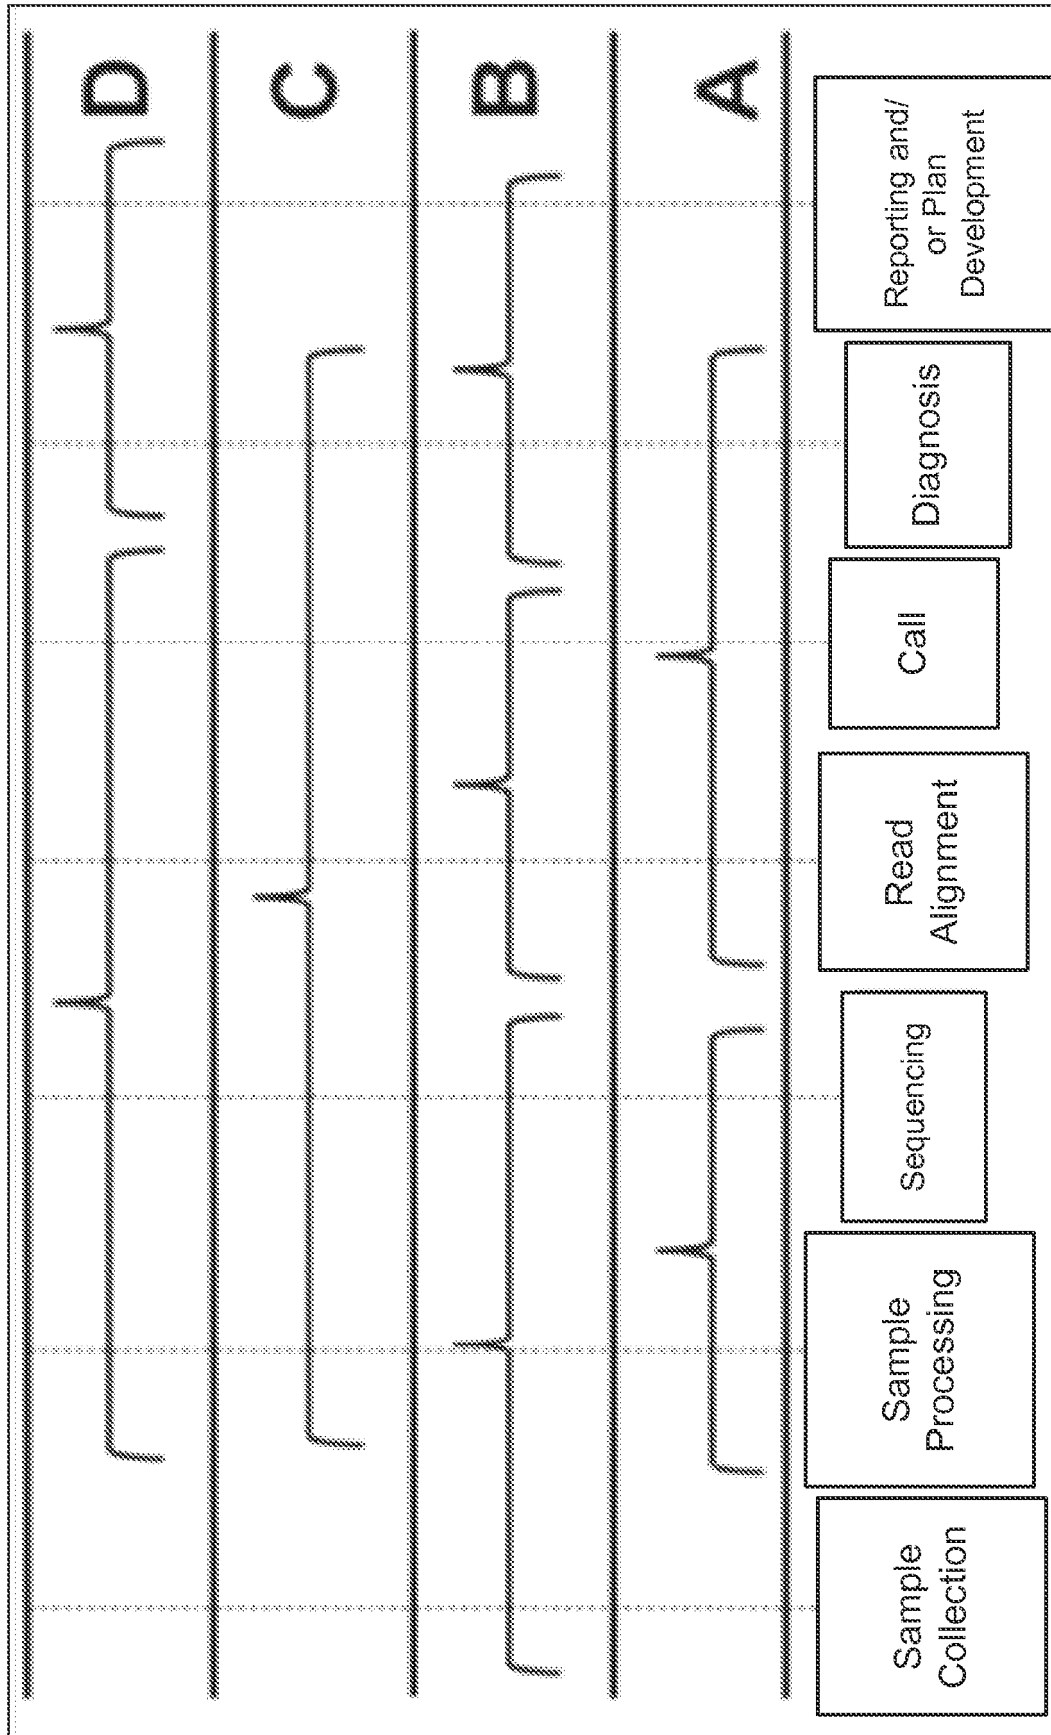 D
C
B
A
Sample
Collection
Sample
Processing
Sequencing
Read
Alignment
Call
Diagnosis
Reporting and/
or Plan
Development